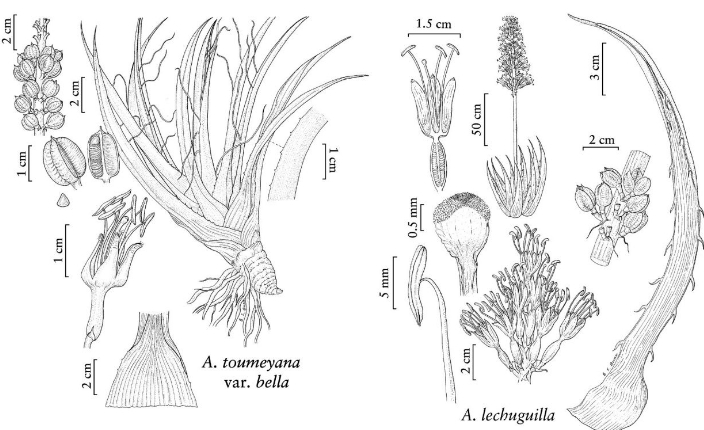 2 cm
2 cm
1 cm
1 cm
1 cm
2 cm
A. toumeyana
var. bella
1.5 cm
50 cm
3 cm
2 cm
0.5 mm
5 mm
2 cm
A. lechuguilla